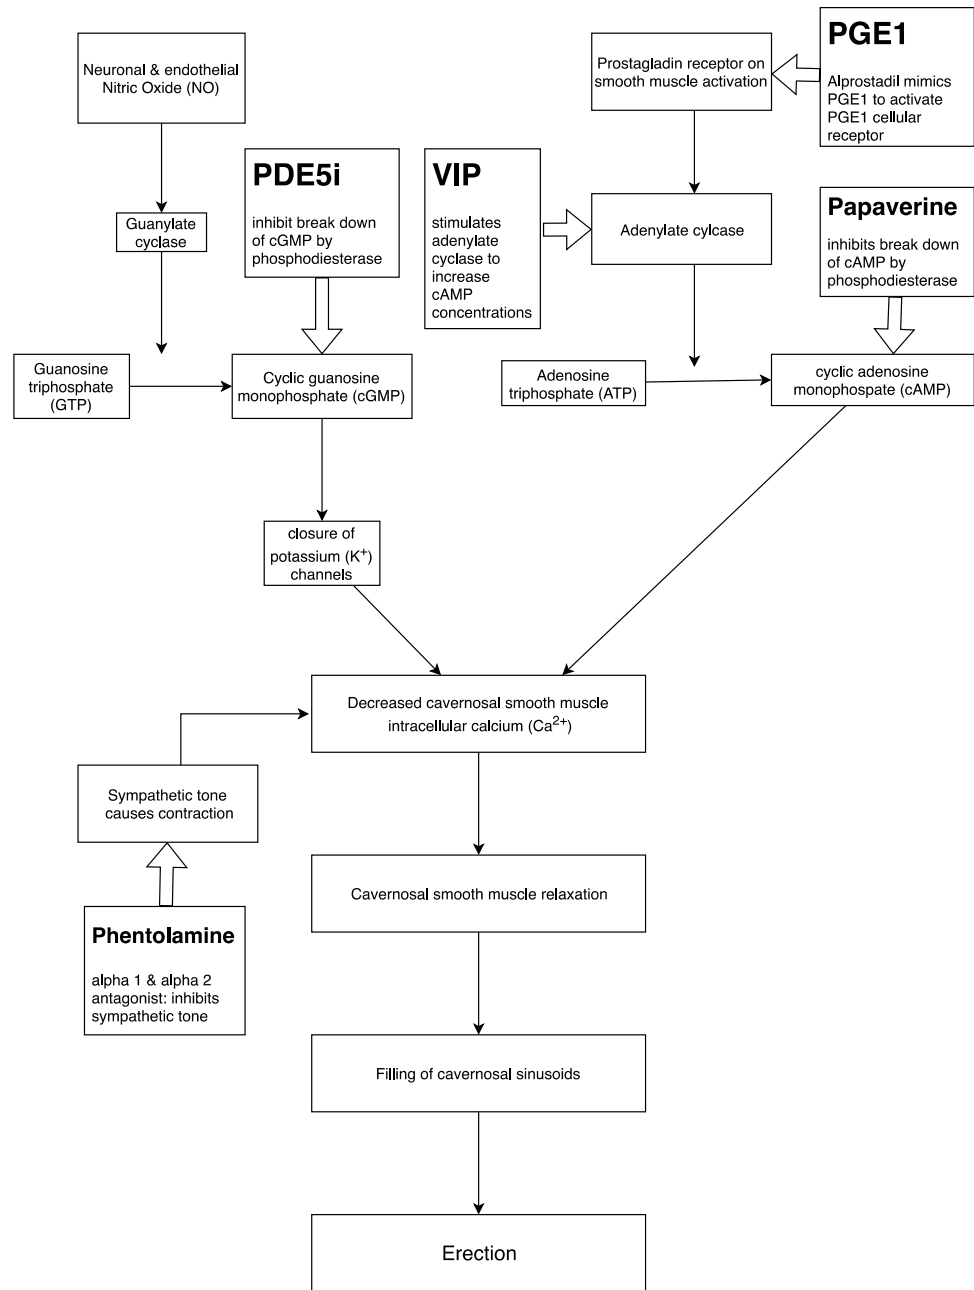 Neuronal & endothelial
Nitric Oxide (NO)
Prostagladin receptor on
smooth muscle activation
PGE1
Alprostadil mimics
PGE1 to activate
PGE1 cellular
receptor
Guanylate
cyclase
PDE5i
inhibit break down
of cGMP by
phosphodiesterase
VIP
stimulates
adenylate
cyclase to
increase
cAMP
concentrations
Adenylate cylcase
Papaverine
inhibits break down
of cAMP by
phosphodiesterase
Guanosine
triphosphate
(GTP)
Cyclic guanosine
monophosphate (cGMP)
Adenosine
triphosphate (ATP)
cyclic adenosine
monophospate (cAMP)
closure of
potassium (K+)
channels
Decreased cavernosal smooth muscle
intracellular calcium (Ca2+)
Sympathetic tone
causes contraction
Cavernosal smooth muscle relaxation
Phentolamine
alpha 1 & alpha 2
antagonist: inhibits
sympathetic tone
Filling of cavernosal sinusoids
Erection